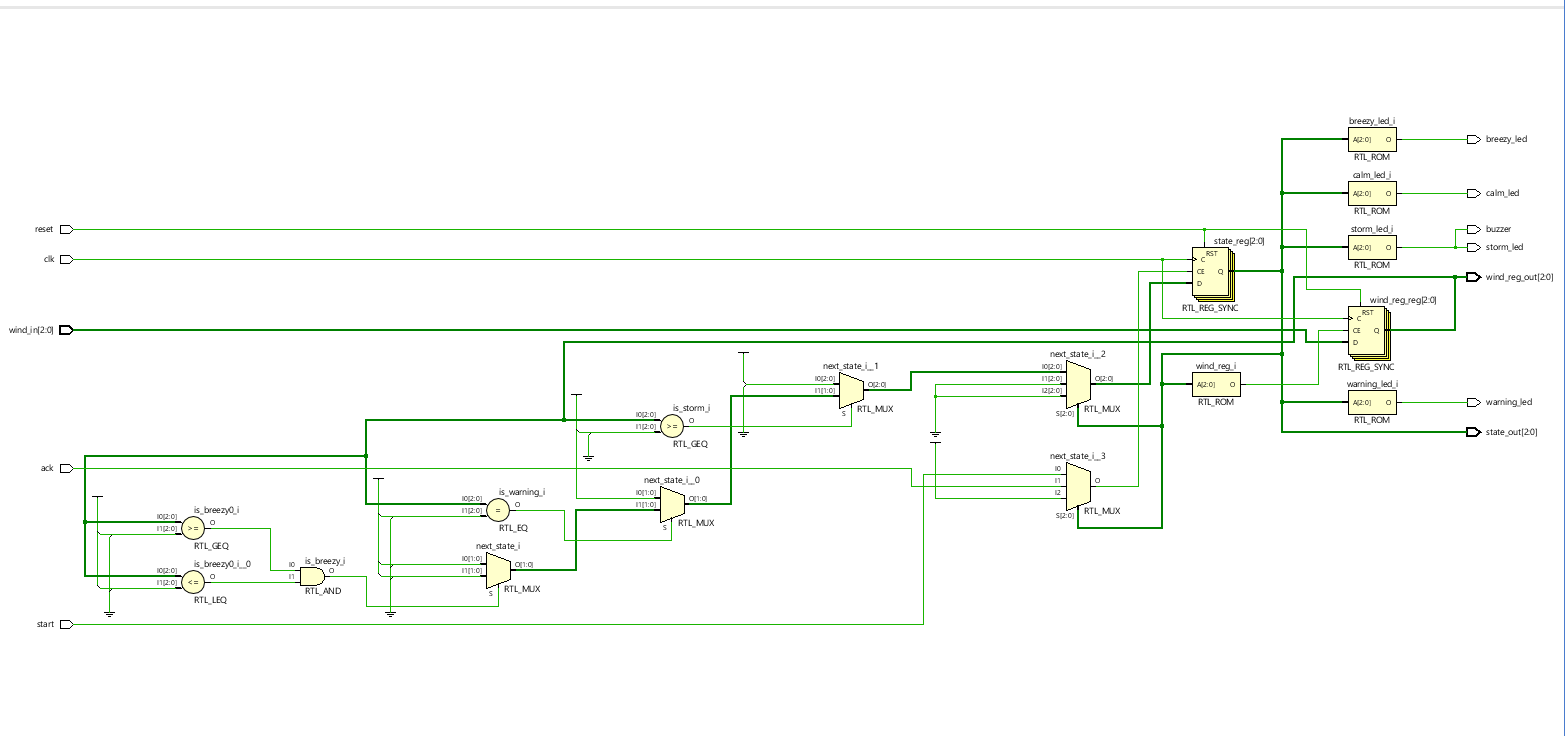 breezy_led_i
A[2:0] O
RTL_ROM
breezy_led
calm_led_i
A[2:0] O
RTL_ROM
calm_led
reset
storm_led_i
A[2:0] O
RTL_ROM
buzzer
storm_led
clk
state_reg[2:0]
RST
C
CE Q
D
RTL_REG_SYNC
wind_reg_out[2:0]
wind_reg_reg[2:0]
RST
C
CE Q
D
RTL_REG_SYNC
wind_in[2:0]
next_state_i__1
I0[2:0]
I1[1:0]
O[2:0]
S
RTL_MUX
next_state_i__2
I0[2:0]
I1[2:0]
I2[2:0]
O[2:0]
S[2:0]
RTL_MUX
wind_reg_i
A[2:0] O
RTL_ROM
warning_led_i
A[2:0] O
RTL_ROM
warning_led
state_out[2:0]
is_storm_i
I0[2:0]
I1[2:0]
>=
O
RTL_GEQ
ack
next_state_i__3
I0
I1
I2
O
S[2:0]
RTL_MUX
next_state_i__0
I0[1:0]
I1[1:0]
O[1:0]
S
RTL_MUX
is_warning_i
I0[2:0]
I1[2:0]
=
O
RTL_EQ
is_breezy0_i
I0[2:0]
I1[2:0]
>=
O
RTL_GEQ
next_state_i
I0[1:0]
I1[1:0]
O[1:0]
S
RTL_MUX
is_breezy0_i__0
I0[2:0]
I1[2:0]
<=
O
RTL_LEQ
is_breezy_i
I0
I1
O
RTL_AND
start